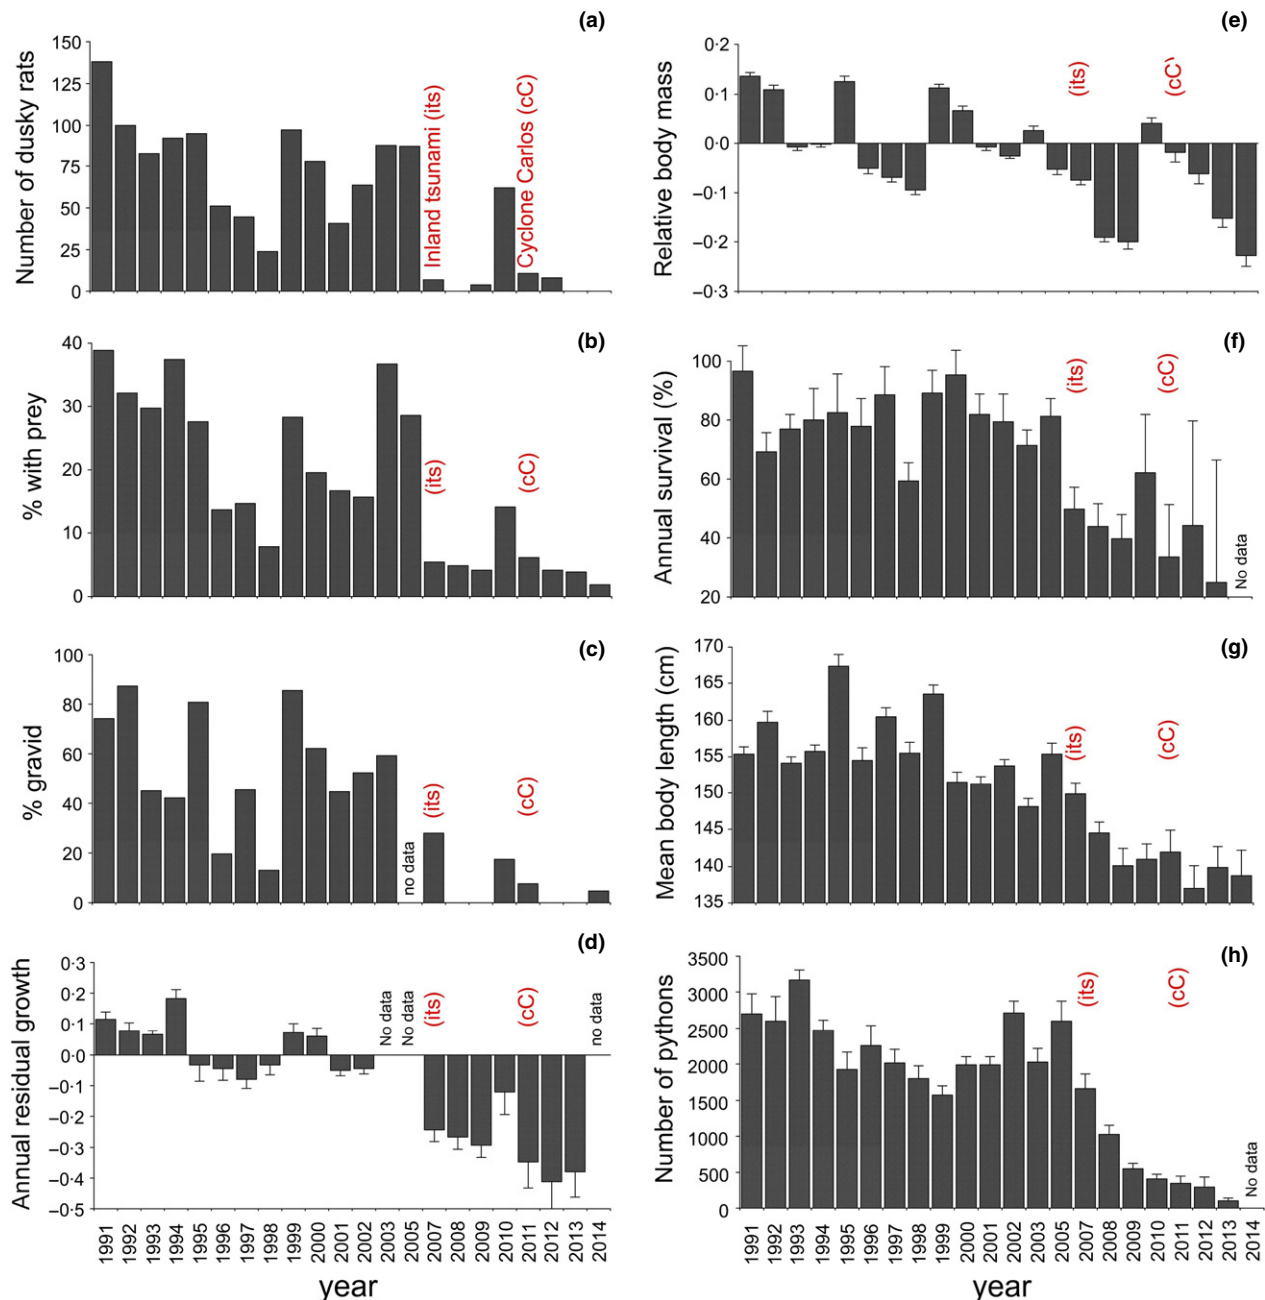 (a)
Number of dusky rats
150
125
100
75
50
25
0
Inland tsunami (its)
Cyclone Carlos (cC)
(b)
% with prey
40
30
20
10
0
(its)
(cC)
(c)
% gravid
100
80
60
40
20
0
no data
(its)
(cC)
(d)
Annual residual growth
0·3
0·2
0·1
0·0
–0·1
–0·2
–0·3
–0·4
–0·5
No data
No data
(its)
(cC)
no data
1991
1992
1993
1994
1995
1996
1997
1998
1999
2000
2001
2002
2003
2005
2007
2008
2009
2010
2011
2012
2013
2014
year
(e)
Relative body mass
0·2
0·1
0·0
–0·1
–0·2
–0·3
(its)
(cC)
(f)
Annual survival (%)
100
80
60
40
20
(its)
(cC)
No data
(g)
Mean body length (cm)
170
165
160
155
150
145
140
135
(its)
(cC)
(h)
Number of pythons
3500
3000
2500
2000
1500
1000
500
0
(its)
(cC)
No data
1991
1992
1993
1994
1995
1996
1997
1998
1999
2000
2001
2002
2003
2005
2007
2008
2009
2010
2011
2012
2013
2014
year